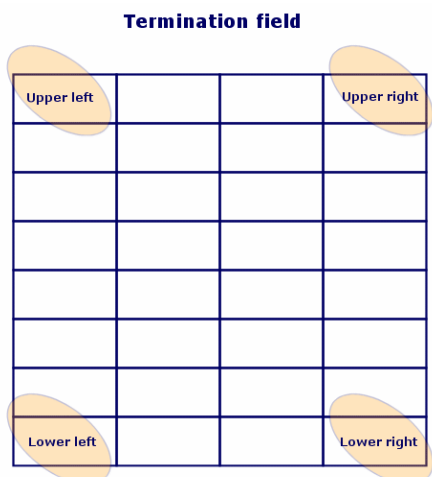 Termination field
Upper left
Upper right
Lower left
Lower right